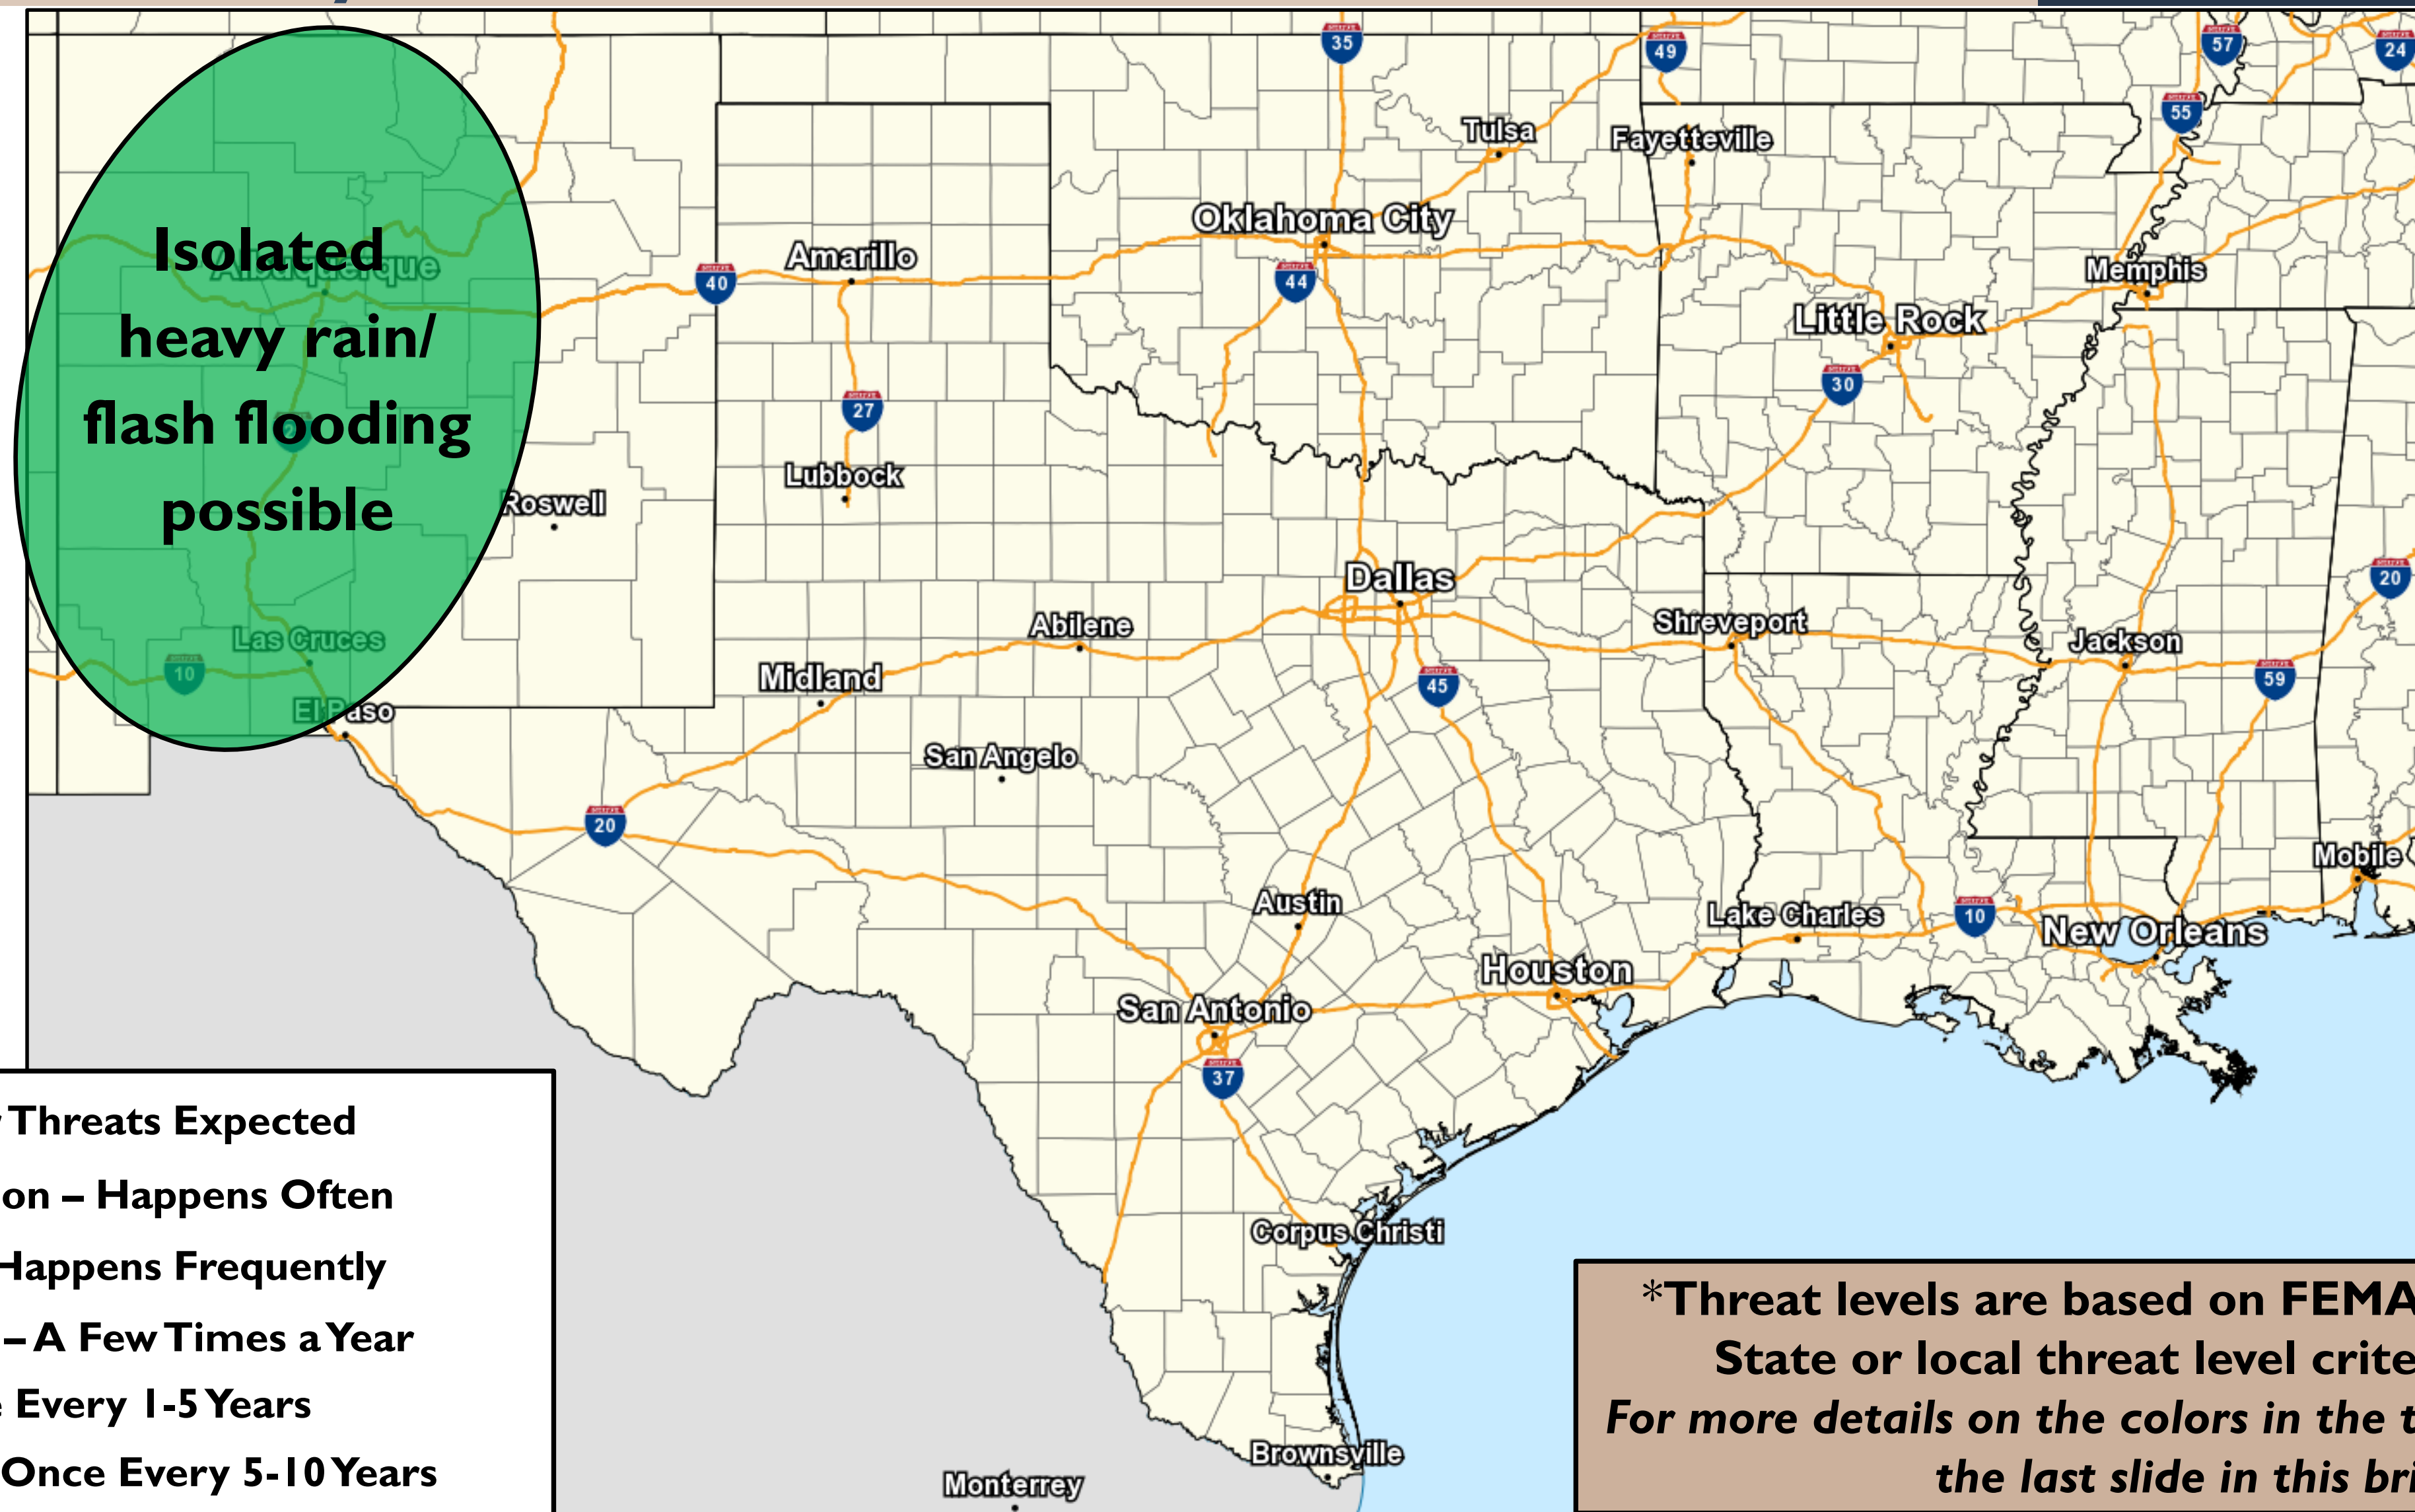 35
49
57
24
55
Tulsa
Fayetteville
Oklahoma City
Isolated
Albuquerque
heavy rain/
flash flooding
possible
Amarillo
40
44
Memphis
Little Rock
30
27
Lubbock
Roswell
Dallas
20
Abilene
Shreveport
Jackson
Las Cruces
10
Midland
45
59
El Paso
San Angelo
20
Mobile
Austin
Lake Charles
10
New Orleans
Houston
San Antonio
37
Threats Expected
on – Happens Often
Happens Frequently
– A Few Times a Year
Every 1-5 Years
Once Every 5-10 Years
Corpus Christi
Brownsville
Monterrey
*Threat levels are based on FEMA
State or local threat level crite
For more details on the colors in the t
the last slide in this bri